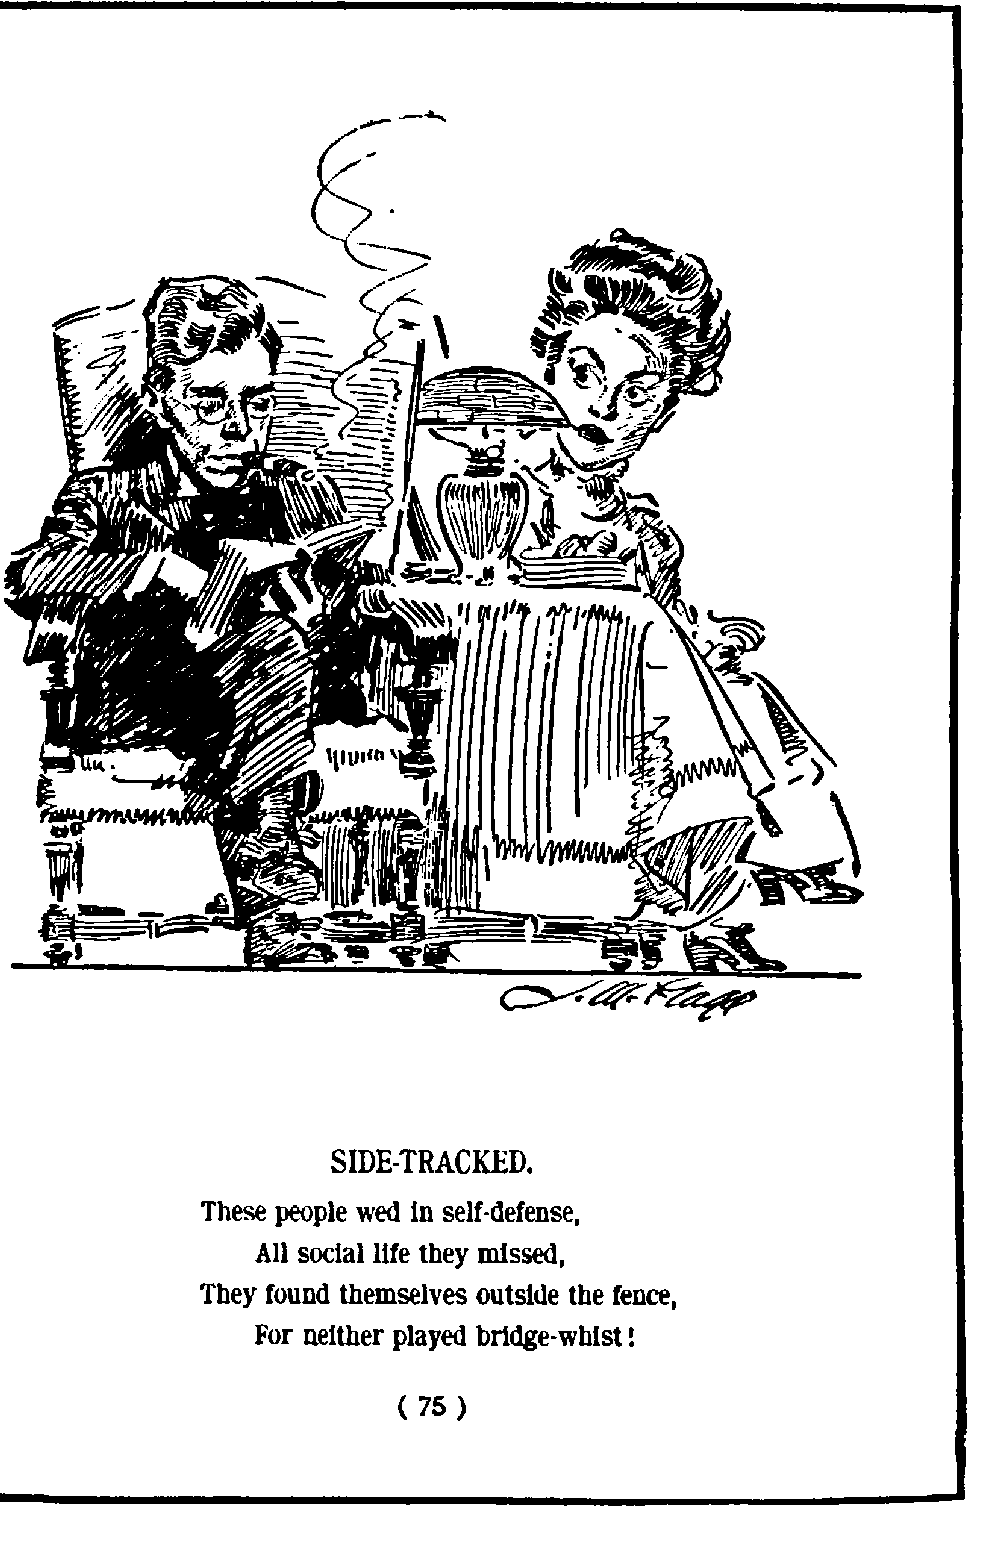 J. M. Flagg
SIDE-TRACKED.
These people wed in self-defense,
All social life they missed,
They found themselves outside the fence,
For neither played bridge-whist!
( 75 )